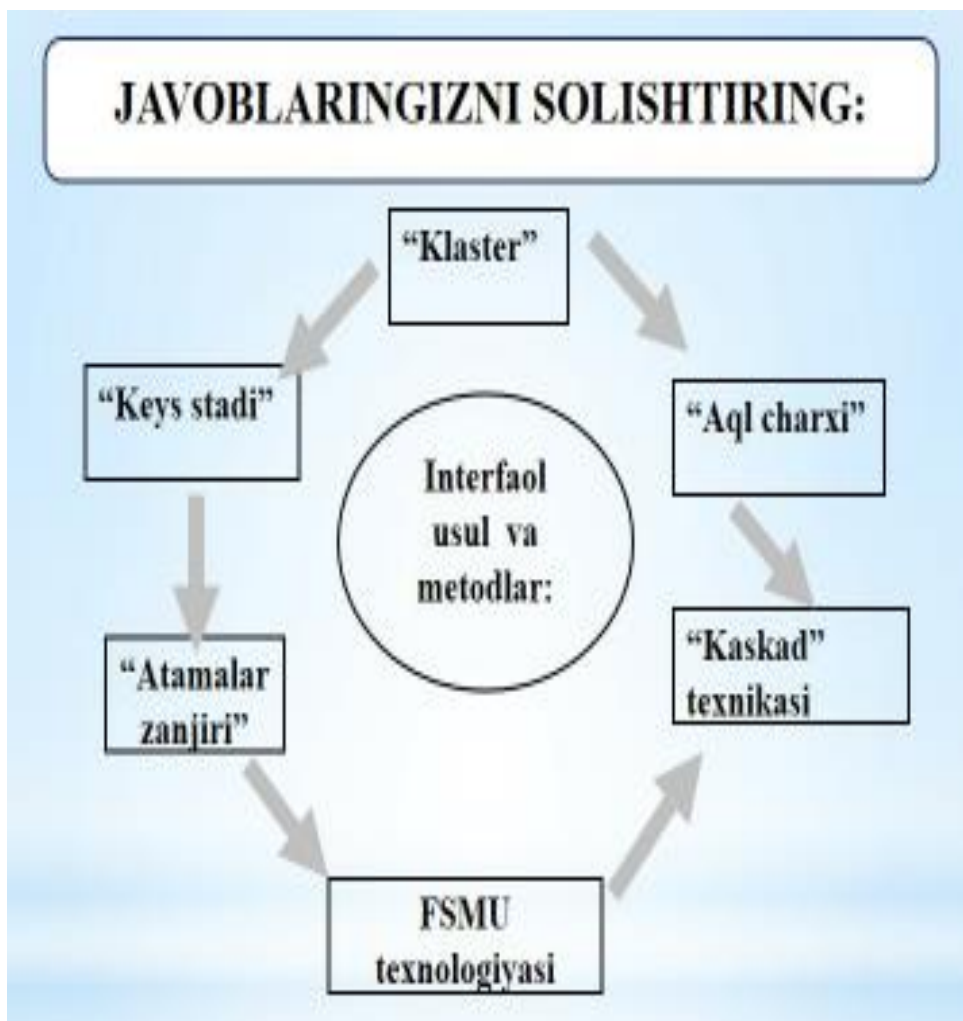 JAVOBLARINGIZNI SOLISHTIRING:
“Klaster”
“Keys stadi”
“Aql charxi”
Interfaol
usul va
metodlar:
“Atamalar
zanjiri”
“Kaskad”
texnikasi
FSMU
texnologiyasi